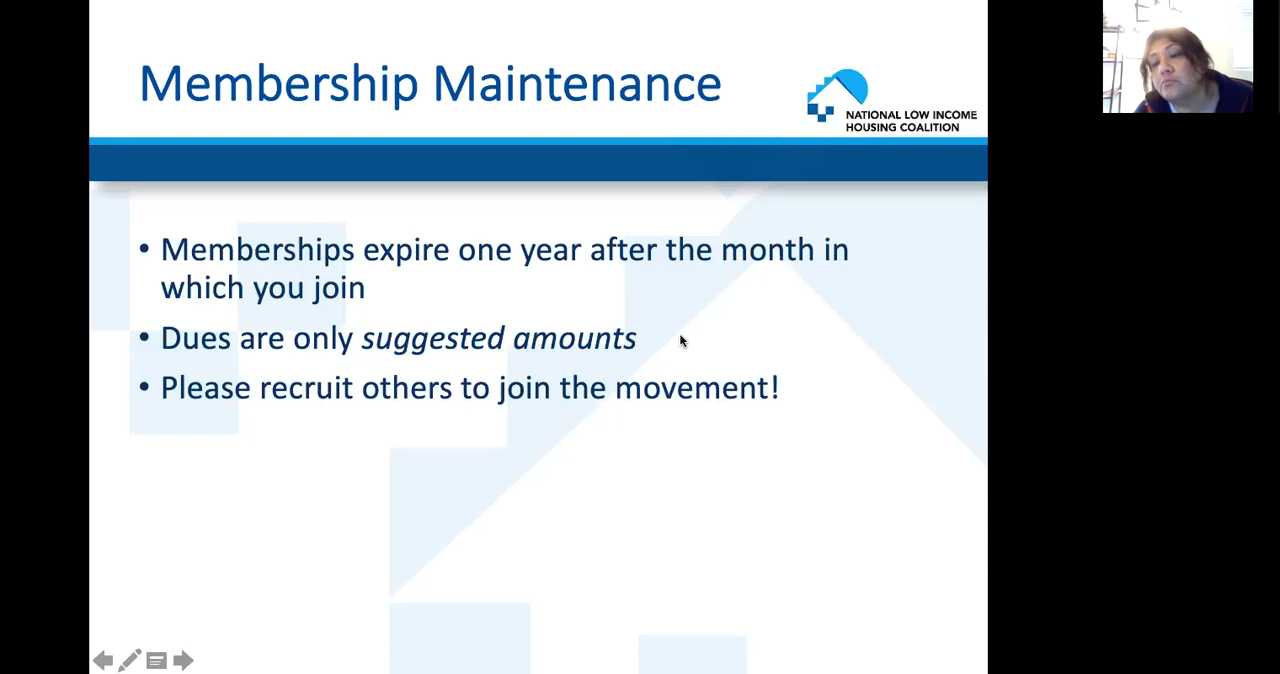 Membership Maintenance
NATIONAL LOW INCOME
HOUSING COALITION
• Memberships expire one year after the month in
which you join
• Dues are only suggested amounts
• Please recruit others to join the movement!